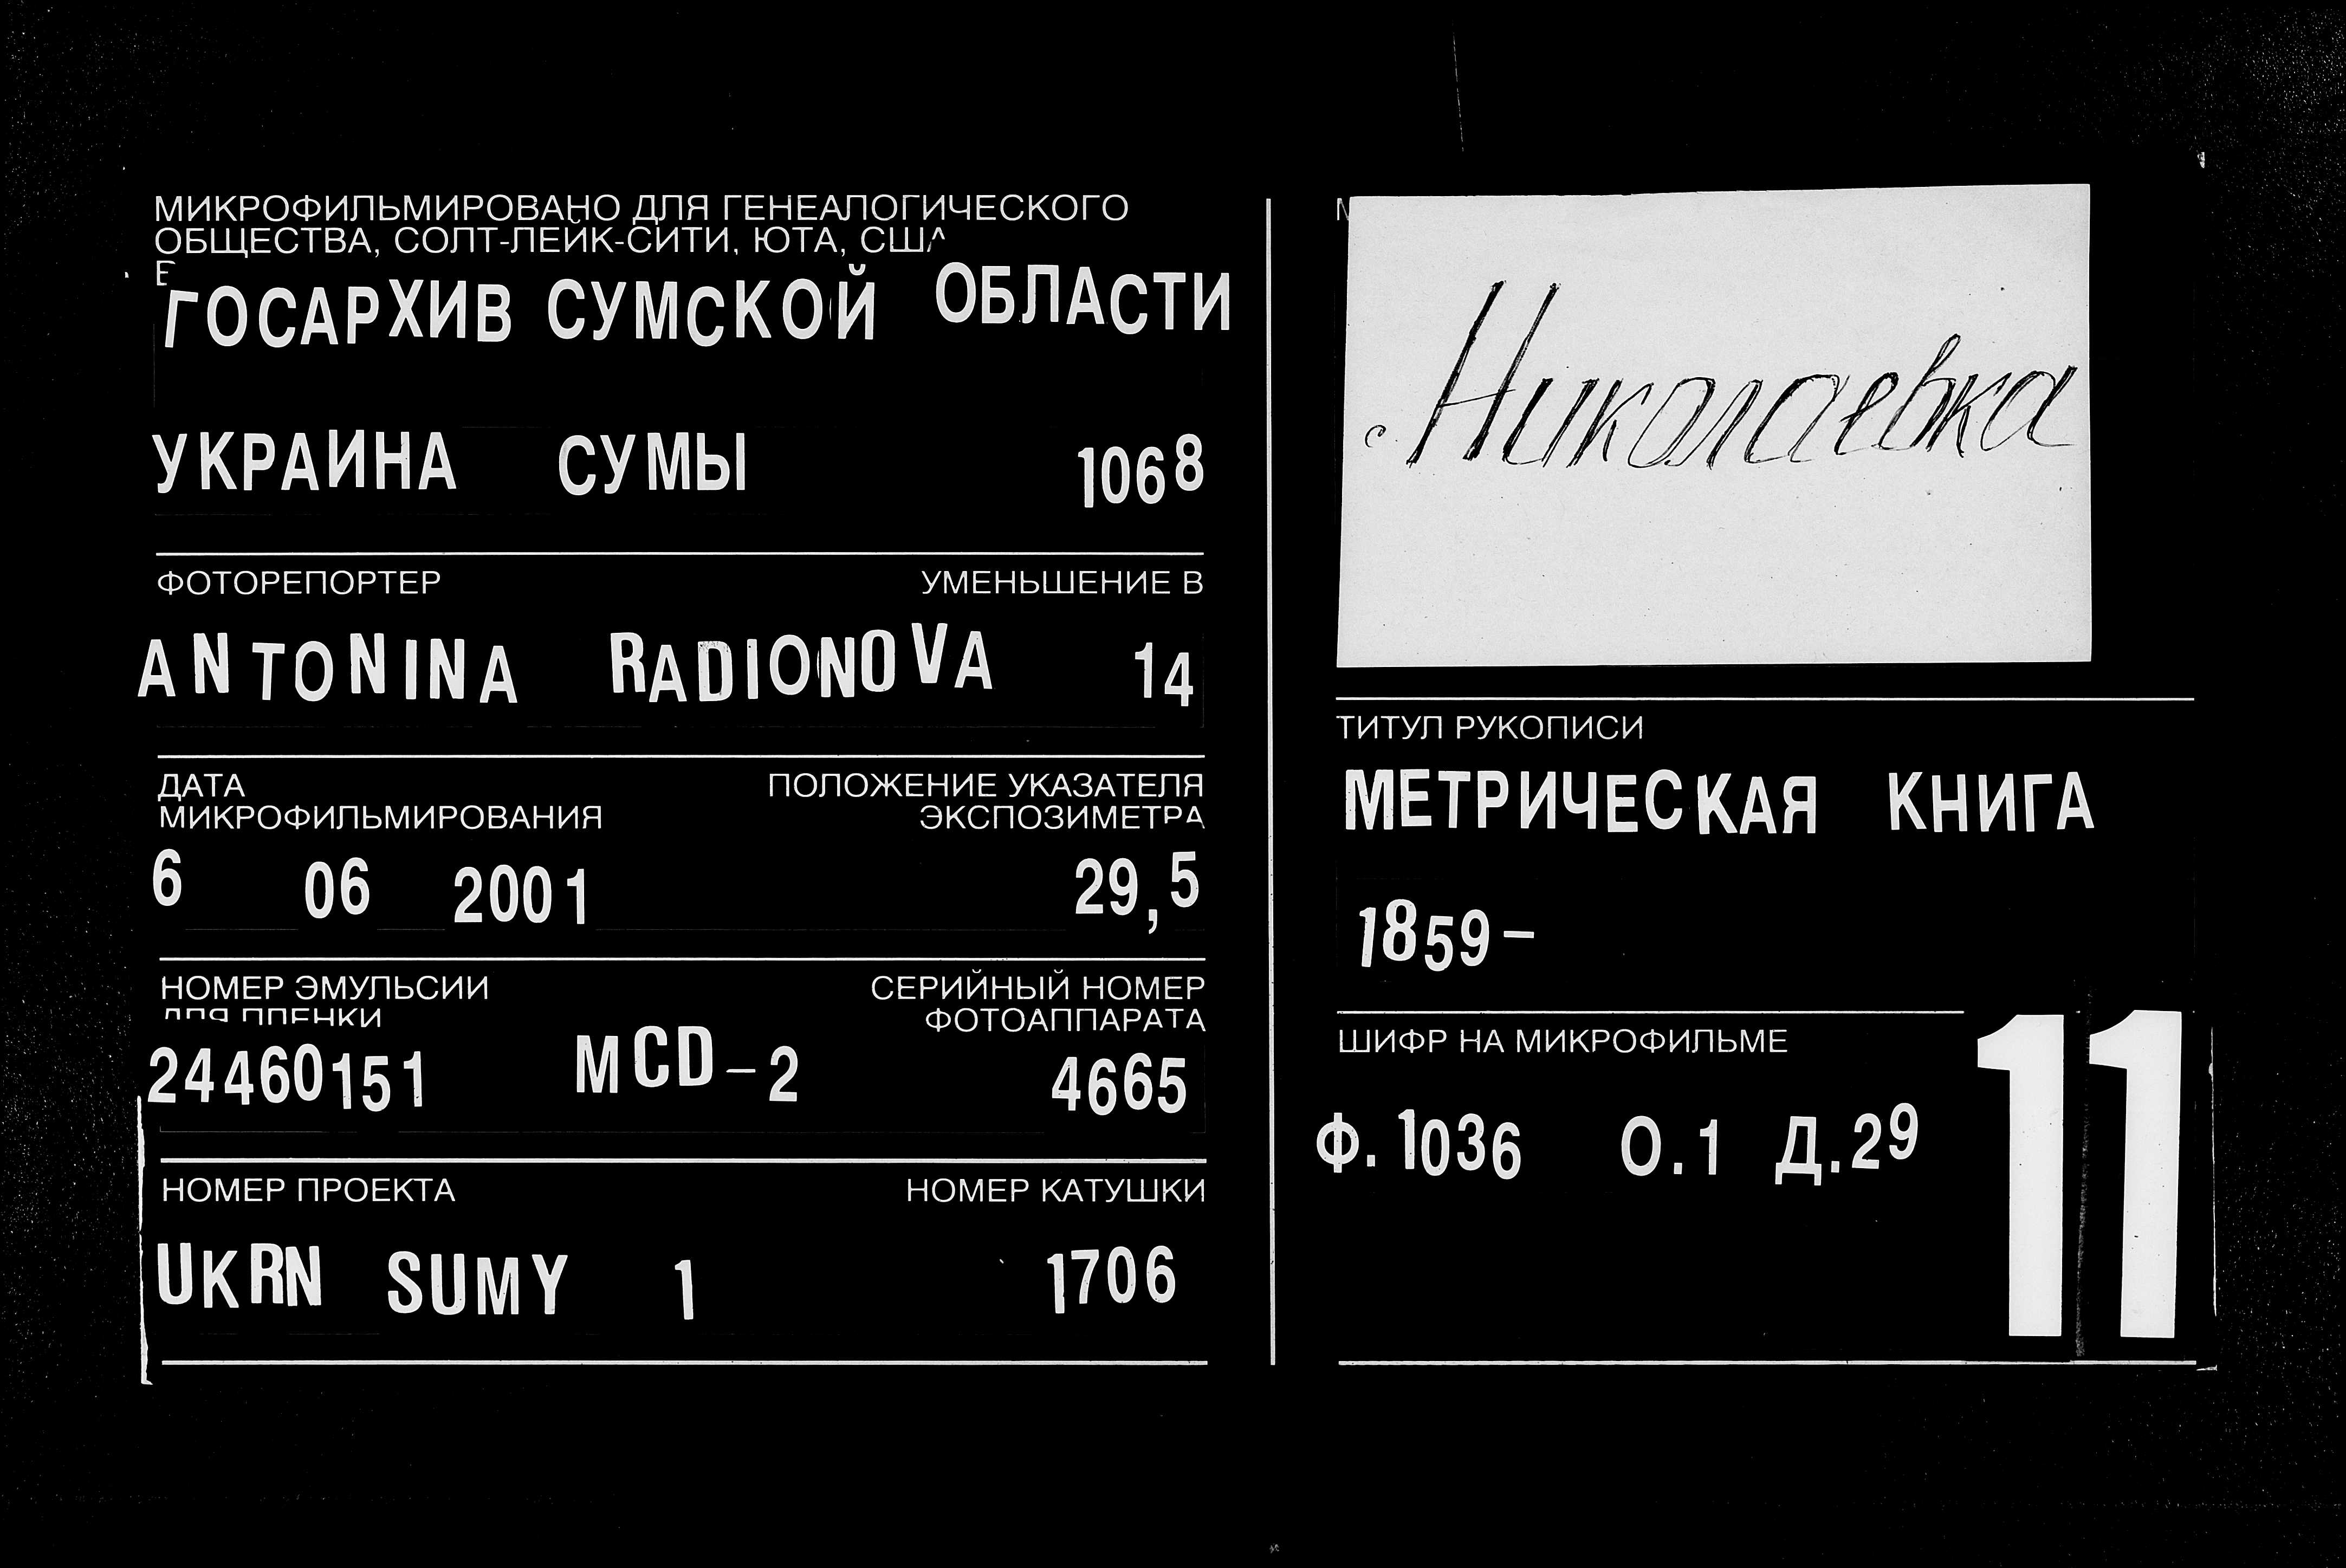 МИКРОФИЛЬМИРОВАНО ДЛЯ ГЕНЕАЛОГИЧЕСКОГО
ОБЩЕСТВА, СОЛТ-ЛЕЙК-СИТИ, ЮТА, США
ГОСАРХИВ СУМСКОЙ ОБЛАСТИ
УКРАИНА СУМЫ 1068
ФОТОРЕПОРТЕР УМЕНЬШЕНИЕ В
ANTONINA RADIONOVA 14
ДАТА ПОЛОЖЕНИЕ УКАЗАТЕЛЯ
МИКРОФИЛЬМИРОВАНИЯ ЭКСПОЗИМЕТРА
6 06 2001 29,5
НОМЕР ЭМУЛЬСИИ СЕРИЙНЫЙ НОМЕР
ДЛЯ ПЛЕНКИ ФОТОАППАРАТА
24460151 MCD-2 4665
НОМЕР ПРОЕКТА НОМЕР КАТУШКИ
UKRN SUMY 1 1706
с. Николаевка
ТИТУЛ РУКОПИСИ
МЕТРИЧЕСКАЯ КНИГА
1859-
ШИФР НА МИКРОФИЛЬМЕ
Ф. 1036 О.1 Д.29
11